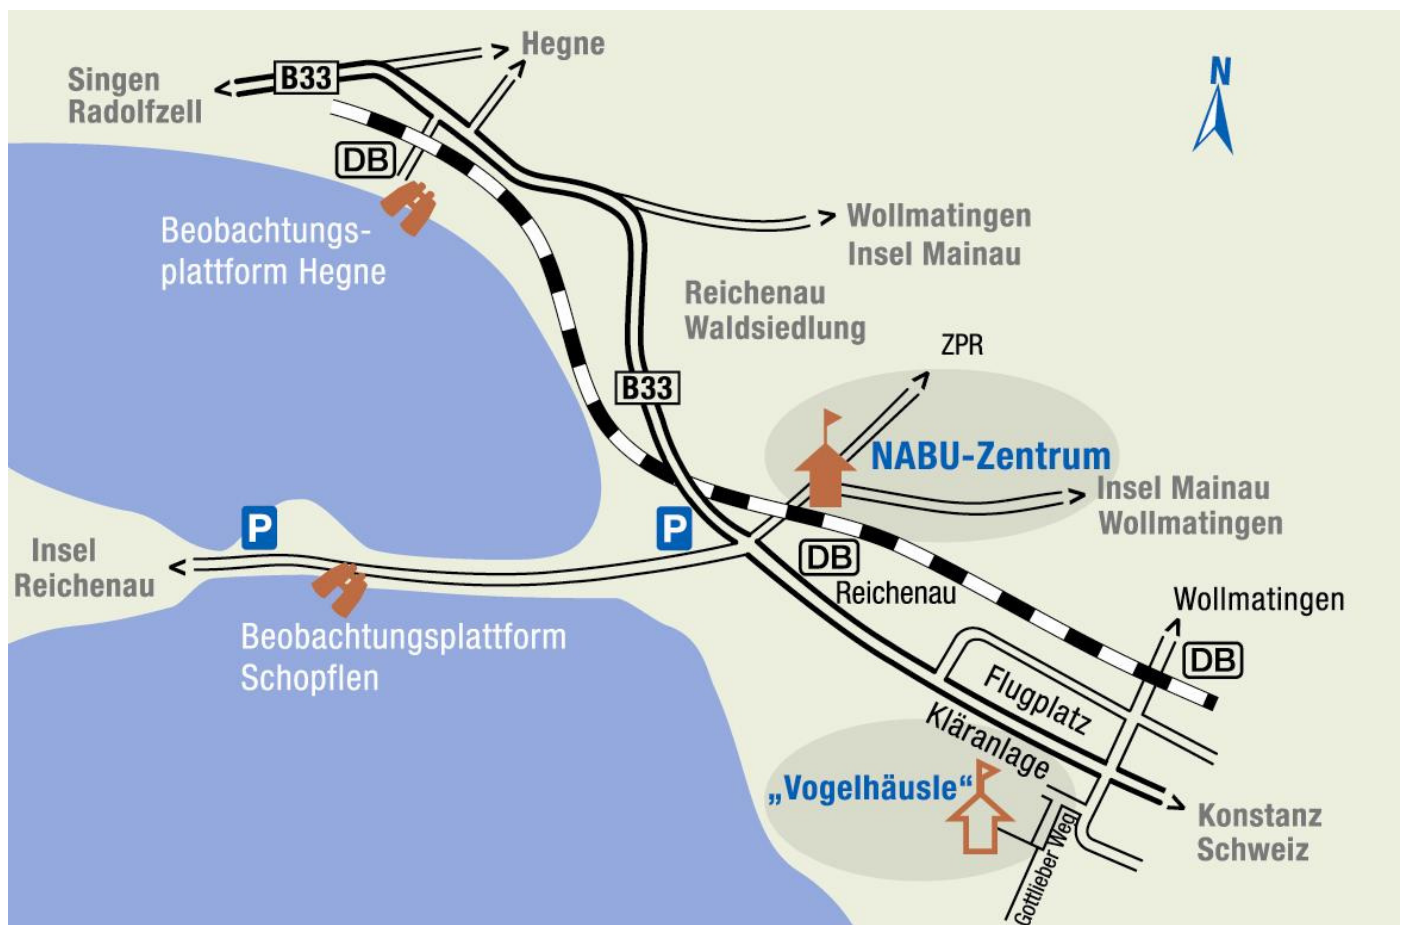 Hegne
N
Singen
Radolfzell
B33
DB
Beobachtungs-
plattform Hegne
Wollmatingen
Insel Mainau
Reichenau
Waldsiedlung
ZPR
B33
NABU-Zentrum
Insel Mainau
Wollmatingen
P
P
Insel
Reichenau
DB
Reichenau
Wollmatingen
Beobachtungsplattform
Schopflen
DB
Flugplatz
Kläranlage
„Vogelhäusle“
Konstanz
Schweiz
Gottlieber Weg